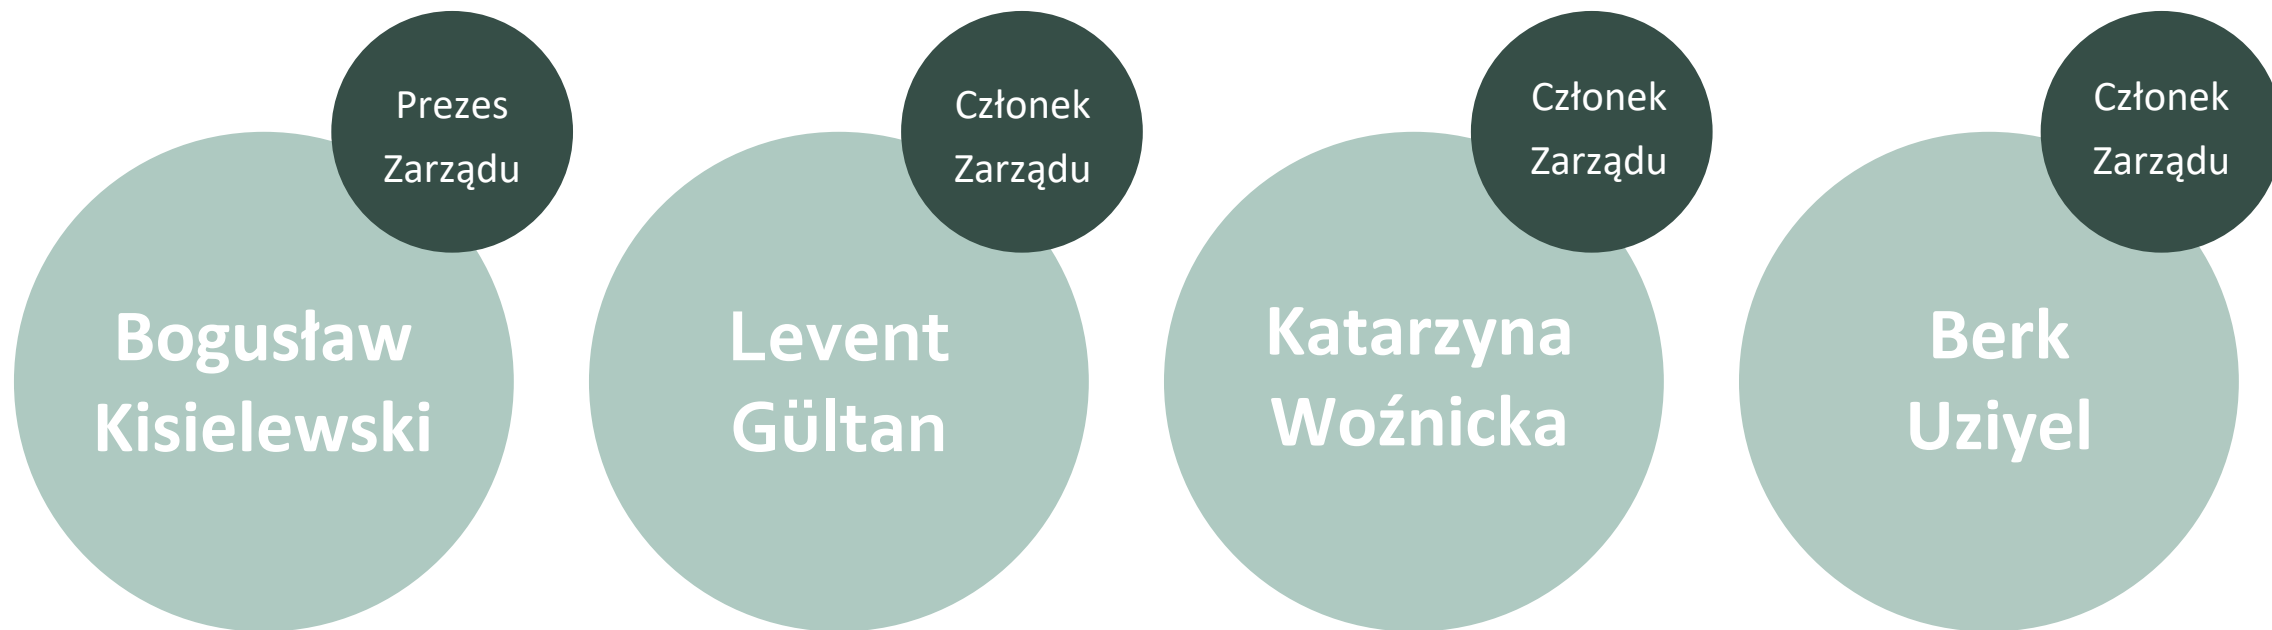 Prezes
Zarządu
Bogusław
Kisielewski
Członek
Zarządu
Levent
Gültan
Członek
Zarządu
Katarzyna
Woźnicka
Członek
Zarządu
Berk
Uziyel